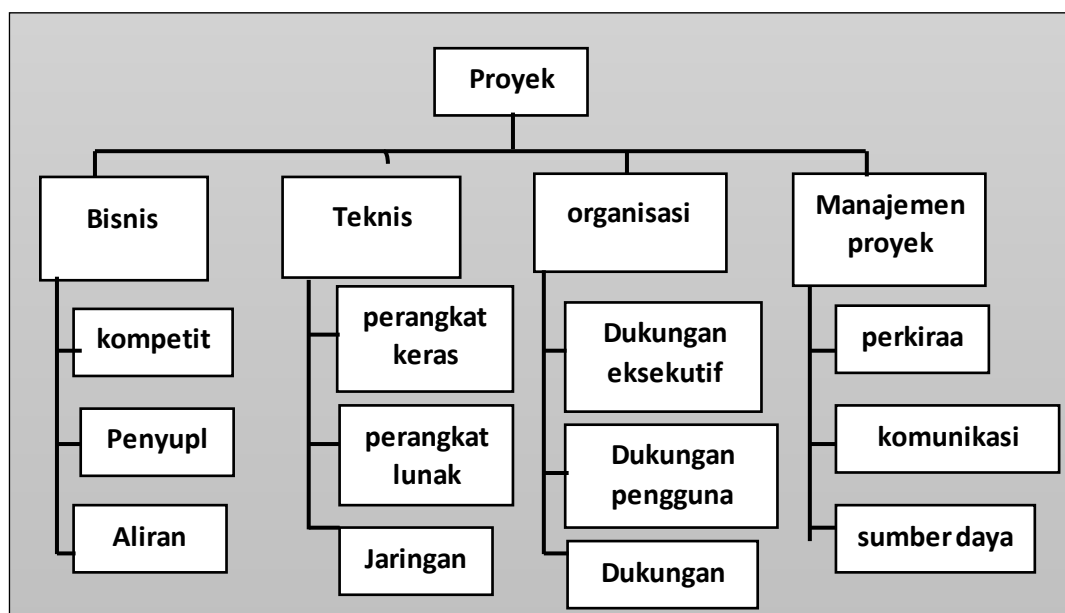 Proyek
Bisnis
Teknis
organisasi
Manajemen
proyek
kompetit
Penyupl
Aliran
perangkat
keras
perangkat
lunak
Jaringan
Dukungan
eksekutif
Dukungan
pengguna
Dukungan
perkiraa
komunikasi
sumber daya